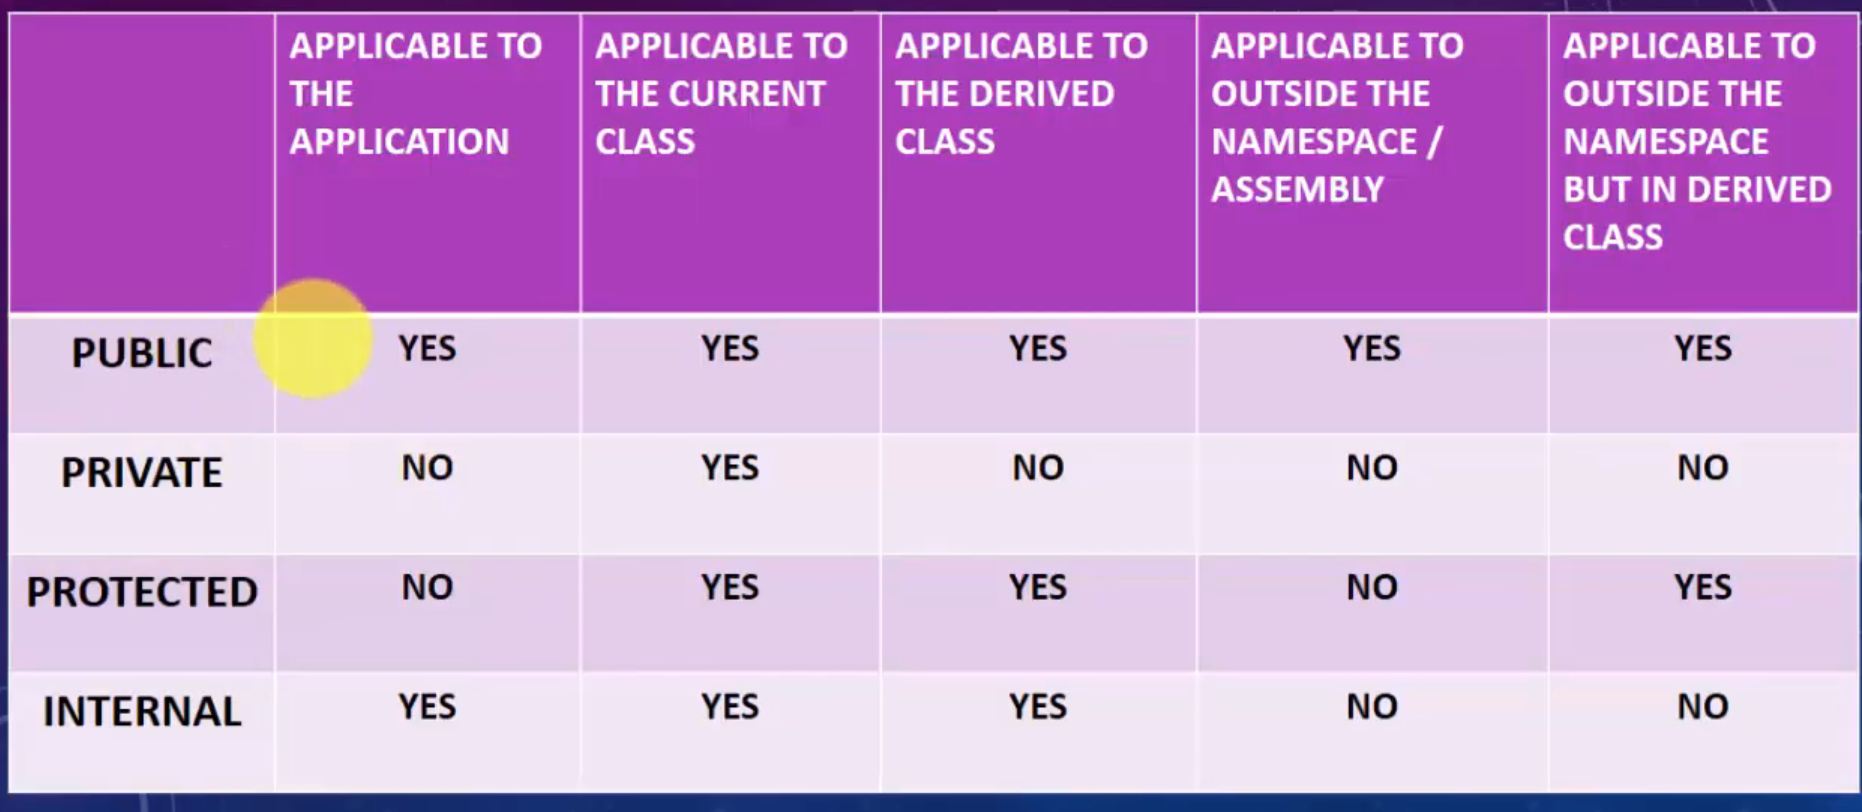 APPLICABLE TO
THE
APPLICATION
APPLICABLE TO
THE CURRENT
CLASS
APPLICABLE TO
THE DERIVED
CLASS
APPLICABLE TO
OUTSIDE THE
NAMESPACE /
ASSEMBLY
APPLICABLE TO
OUTSIDE THE
NAMESPACE
BUT IN DERIVED
CLASS
PUBLIC YES YES YES YES YES
PRIVATE NO YES NO NO NO
PROTECTED NO YES YES NO YES
INTERNAL YES YES YES NO NO